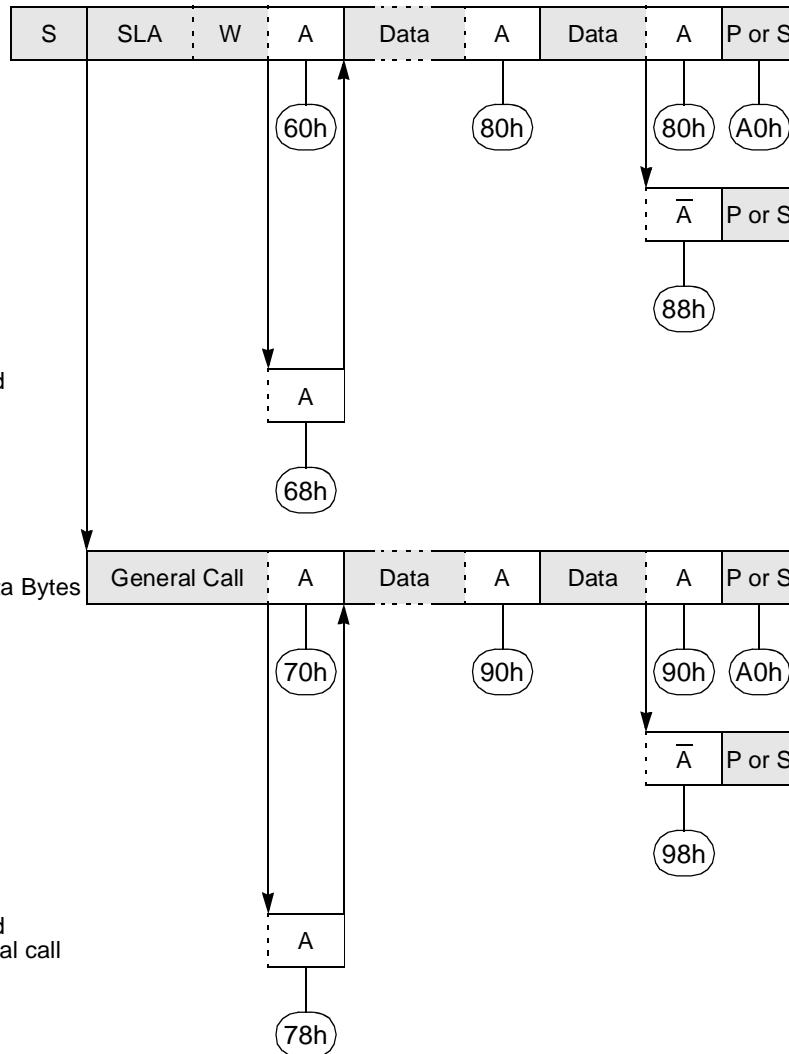 S SLA W A Data A Data A P or S
60h 80h 80h A0h
A̅ P or S
88h
A
68h
General Call A Data A Data A P or S
Bytes
70h 90h 90h A0h
A̅ P or S
98h
A
call
78h